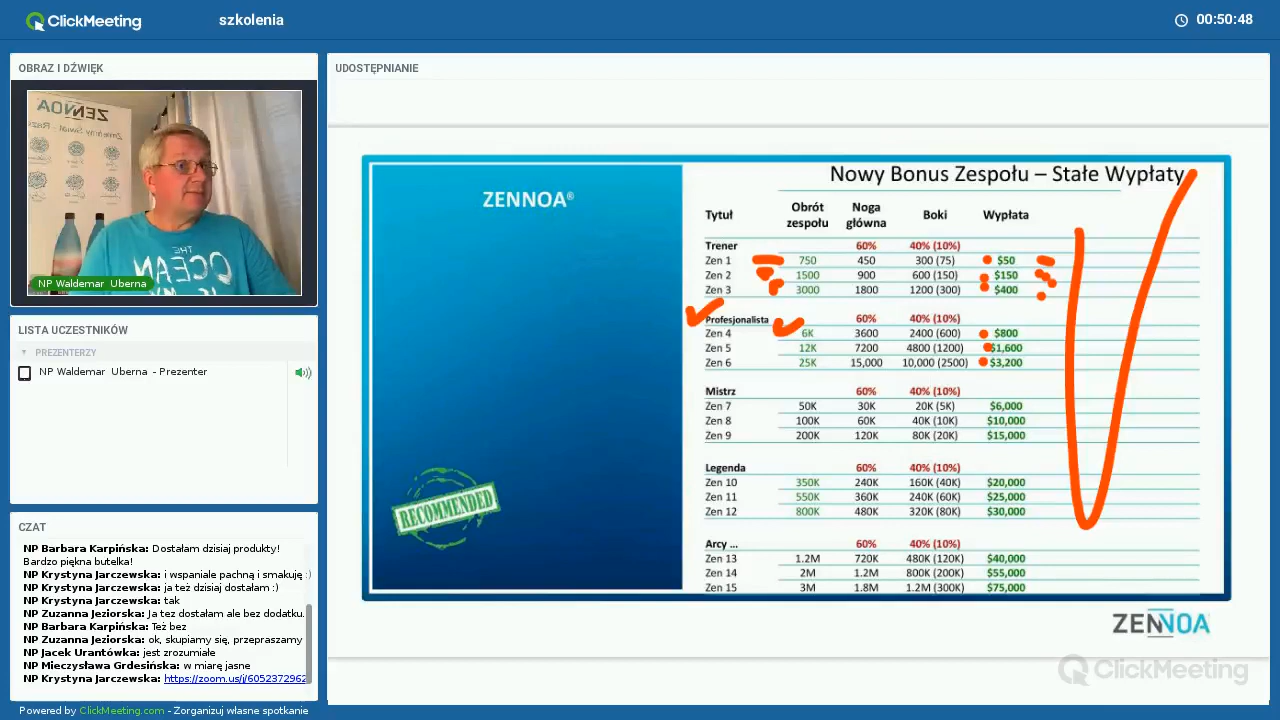 ClickMeeting
szkolenia
00:50:48
OBRAZ I DŹWIĘK
UDOSTĘPNIANIE
ZENNOA
THE
OCEAN
NP Waldemar Uberna
LISTA UCZESTNIKÓW
PREZENTERZY
NP Waldemar Uberna - Prezenter
CZAT
NP Barbara Karpińska: Dostałam dzisiaj produkty!
Bardzo piękna butelka!
NP Krystyna Jarczewska: i wspaniale pachną i smakuję :)
NP Krystyna Jarczewska: ja też dzisiaj dostałam :)
NP Krystyna Jarczewska: tak
NP Zuzanna Jeziorska: Ja tez dostałam ale bez dodatku.
NP Barbara Karpińska: Też bez
NP Zuzanna Jeziorska: ok, skupiamy się, przepraszamy
NP Jacek Urantówka: jest zrozumiałe
NP Mieczysława Grdesińska: w miarę jasne
NP Krystyna Jarczewska: https://zoom.us/j/6052372962
Powered by ClickMeeting.com - Zorganizuj własne spotkanie
ZENNOA®
RECOMMENDED
Nowy Bonus Zespołu – Stałe Wypłaty
Tytuł Obrót zespołu Noga główna Boki Wypłata
Trener 60% 40% (10%)
Zen 1 750 450 300 (75) $50
Zen 2 1500 900 600 (150) $150
Zen 3 3000 1800 1200 (300) $400
Profesjonalista 60% 40% (10%)
Zen 4 6K 3600 2400 (600) $800
Zen 5 12K 7200 4800 (1200) $1,600
Zen 6 25K 15,000 10,000 (2500) $3,200
Mistrz 60% 40% (10%)
Zen 7 50K 30K 20K (5K) $6,000
Zen 8 100K 60K 40K (10K) $10,000
Zen 9 200K 120K 80K (20K) $15,000
Legenda 60% 40% (10%)
Zen 10 350K 240K 160K (40K) $20,000
Zen 11 550K 360K 240K (60K) $25,000
Zen 12 800K 480K 320K (80K) $30,000
Arcy ... 60% 40% (10%)
Zen 13 1.2M 720K 480K (120K) $40,000
Zen 14 2M 1.2M 800K (200K) $55,000
Zen 15 3M 1.8M 1.2M (300K) $75,000
ZENNOA
ClickMeeting